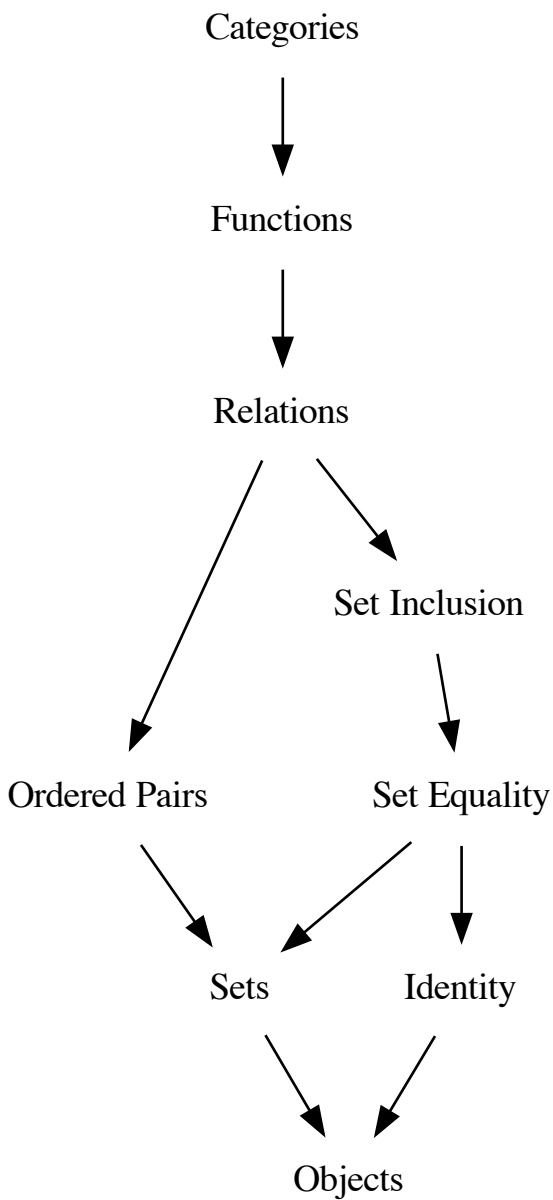 Categories
Functions
Relations
Set Inclusion
Ordered Pairs
Set Equality
Sets
Identity
Objects